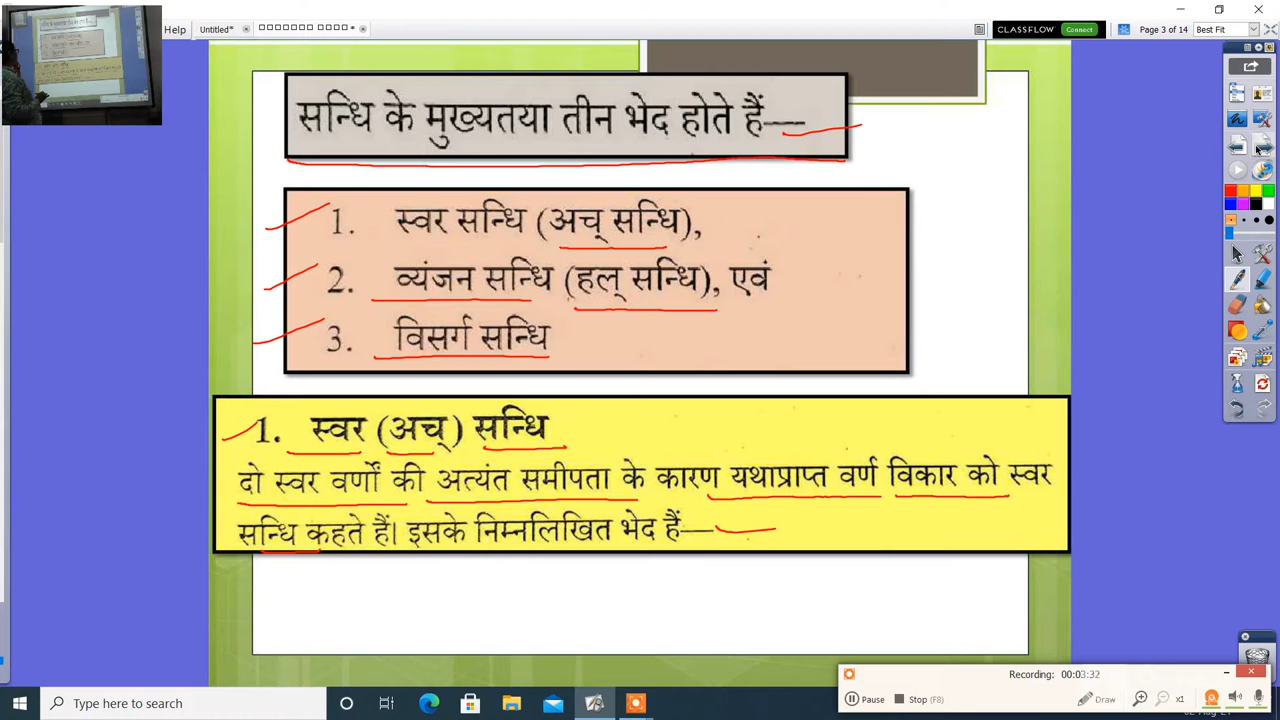 Help
Untitled*
CLASSFLOW Connect
Page 3 of 14
Best Fit
सन्धि के मुख्यतया तीन भेद होते हैं—
1. स्वर सन्धि (अच् सन्धि),
2. व्यंजन सन्धि (हल् सन्धि), एवं
3. विसर्ग सन्धि
1. स्वर (अच्) सन्धि
दो स्वर वर्णों की अत्यंत समीपता के कारण यथाप्राप्त वर्ण विकार को स्वर
सन्धि कहते हैं। इसके निम्नलिखित भेद हैं—
Recording: 00:03:32
Pause
Stop (F8)
Draw
x1
Type here to search